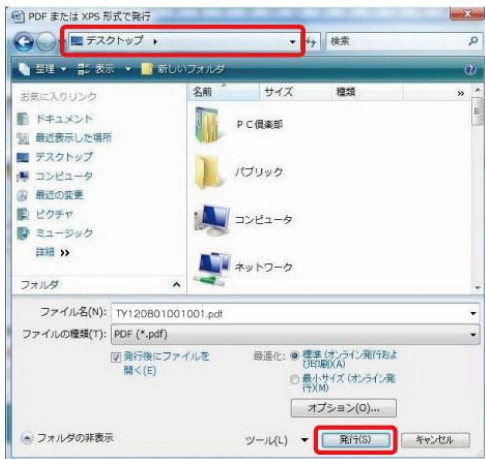 PDF または XPS 形式で発行
デスクトップ
検索
整理 表示 新しいフォルダ
お気に入りリンク
名前 サイズ 種類 »
ドキュメント
最近表示した場所
デスクトップ
コンピュータ
最近の変更
ピクチャ
ミュージック
詳細 »
フォルダ
PC倶楽部
パブリック
コンピュータ
ネットワーク
ファイル名(N): TY120801001001.pdf
ファイルの種類(T): PDF (*.pdf)
発行後にファイルを
開く(E)
最適化:
標準 (オンライン発行およ
び印刷)(A)
最小サイズ (オンライン発
行)(M)
オプション(O)...
フォルダの非表示
ツール(L)
発行(S)
キャンセル